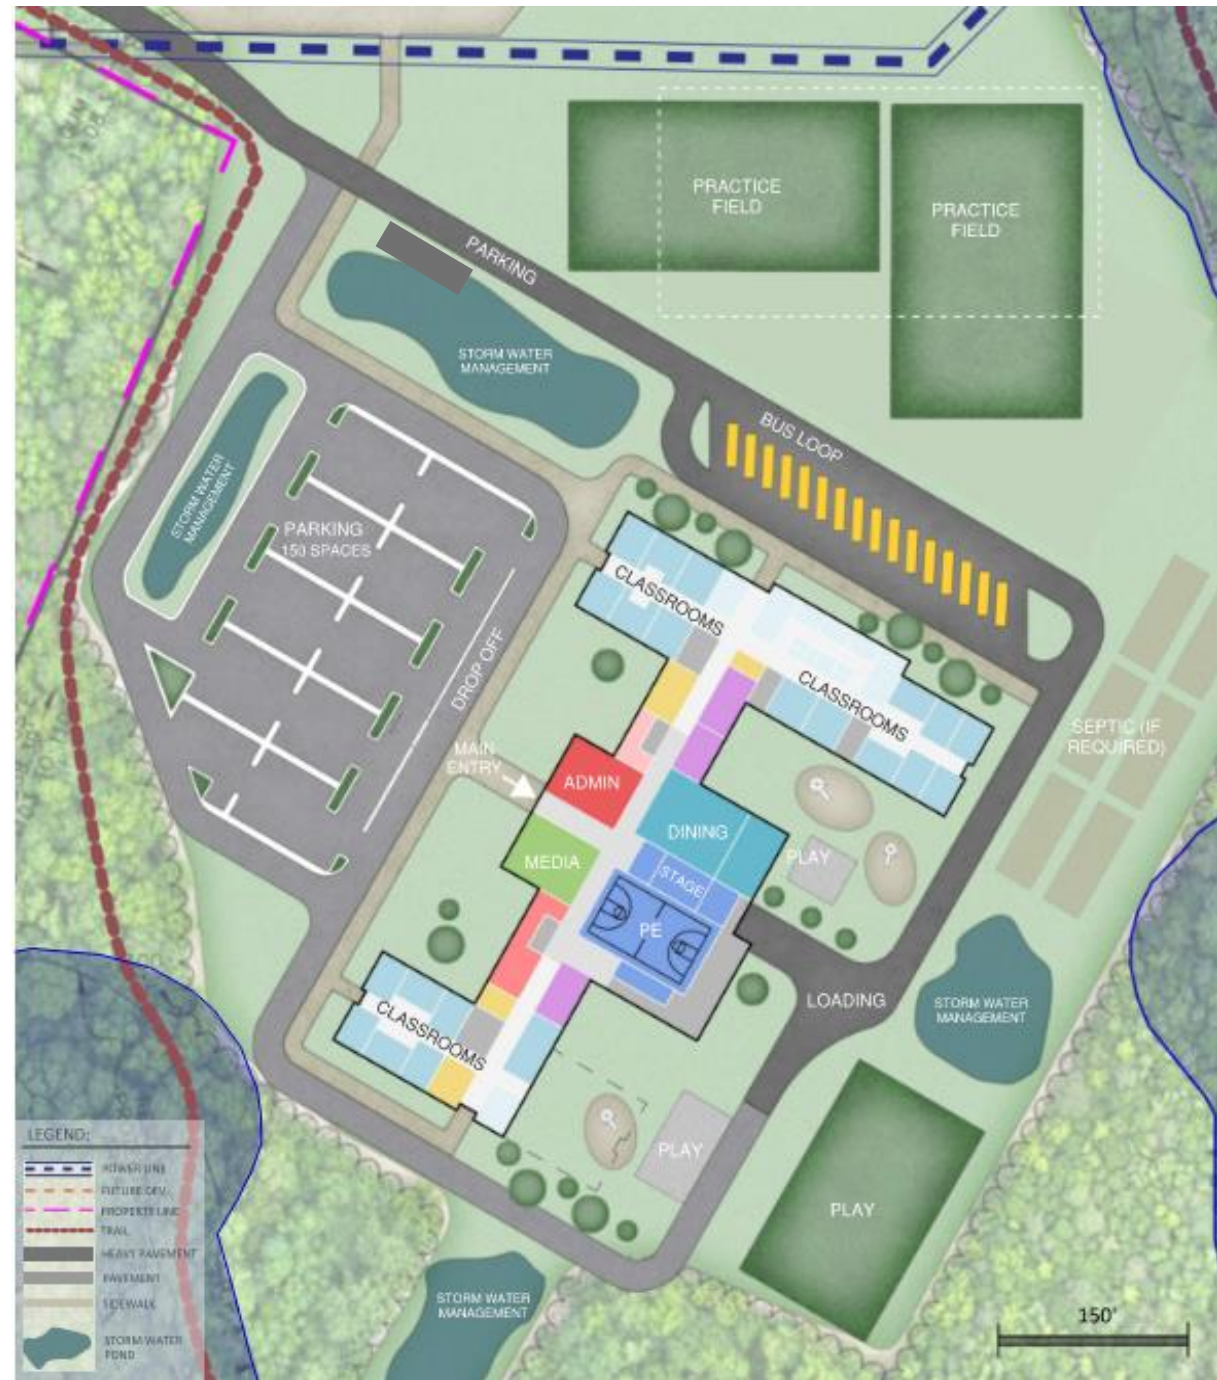 PRACTICE
FIELD
PRACTICE
FIELD
PARKING
STORM WATER
MANAGEMENT
BUS LOOP
STORM WATER
MANAGEMENT
PARKING
150 SPACES
CLASSROOMS
DROP OFF
CLASSROOMS
SEPTIC (IF
REQUIRED)
MAIN
ENTRY
ADMIN
DINING
MEDIA
PLAY
STAGE
PE
LOADING
STORM WATER
MANAGEMENT
CLASSROOMS
PLAY
PLAY
STORM WATER
MANAGEMENT
LEGEND:
POWER LINE
FUTURE DEV.
PROPERTY LINE
TRAIL
HEAVY PAVEMENT
PAVEMENT
SIDEWALK
STORM WATER
POND
150'